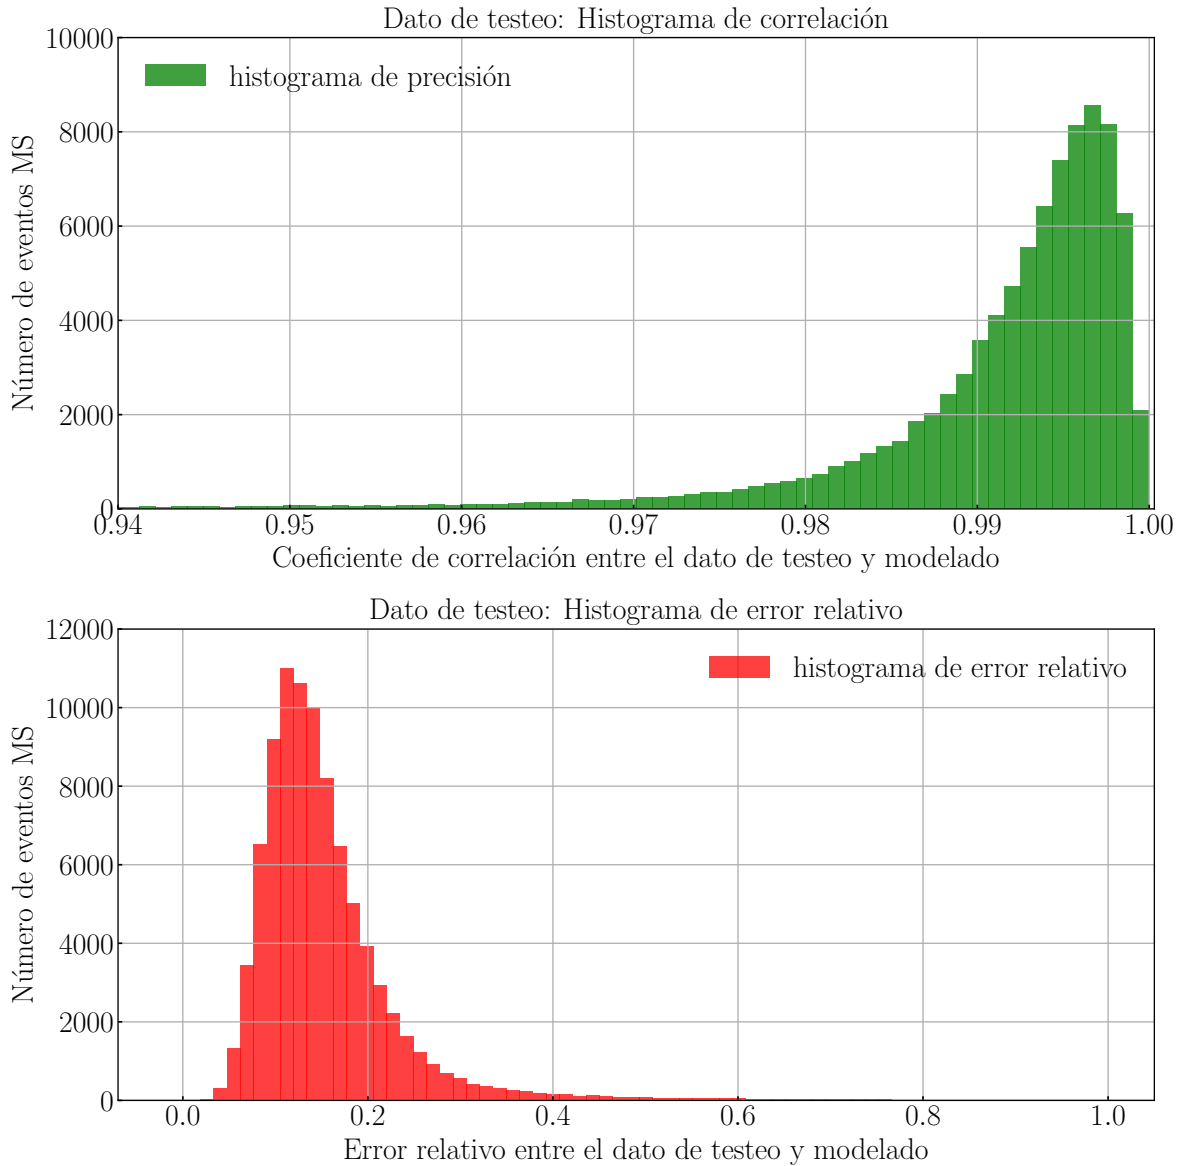 Dato de testeo: Histograma de correlación
10000
8000
6000
4000
2000
0
Número de eventos MS
histograma de precisión
0.94 0.95 0.96 0.97 0.98 0.99 1.00
Coeficiente de correlación entre el dato de testeo y modelado
Dato de testeo: Histograma de error relativo
12000
10000
8000
6000
4000
2000
0
Número de eventos MS
histograma de error relativo
0.0 0.2 0.4 0.6 0.8 1.0
Error relativo entre el dato de testeo y modelado